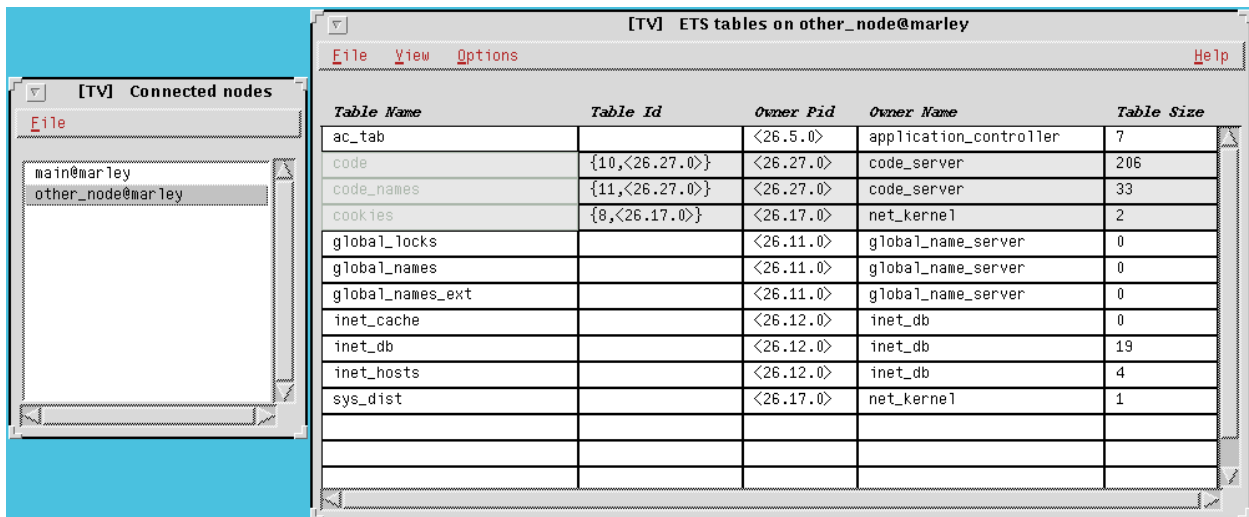 [TV] Connected nodes
File
main@marley
other_node@marley
[TV] ETS tables on other_node@marley
File View Options Help
Table Name Table Id Owner Pid Owner Name Table Size
ac_tab <26.5.0> application_controller 7
code {10,<26.27.0>} <26.27.0> code_server 206
code_names {11,<26.27.0>} <26.27.0> code_server 33
cookies {8,<26.17.0>} <26.17.0> net_kernel 2
global_locks <26.11.0> global_name_server 0
global_names <26.11.0> global_name_server 0
global_names_ext <26.11.0> global_name_server 0
inet_cache <26.12.0> inet_db 0
inet_db <26.12.0> inet_db 19
inet_hosts <26.12.0> inet_db 4
sys_dist <26.17.0> net_kernel 1